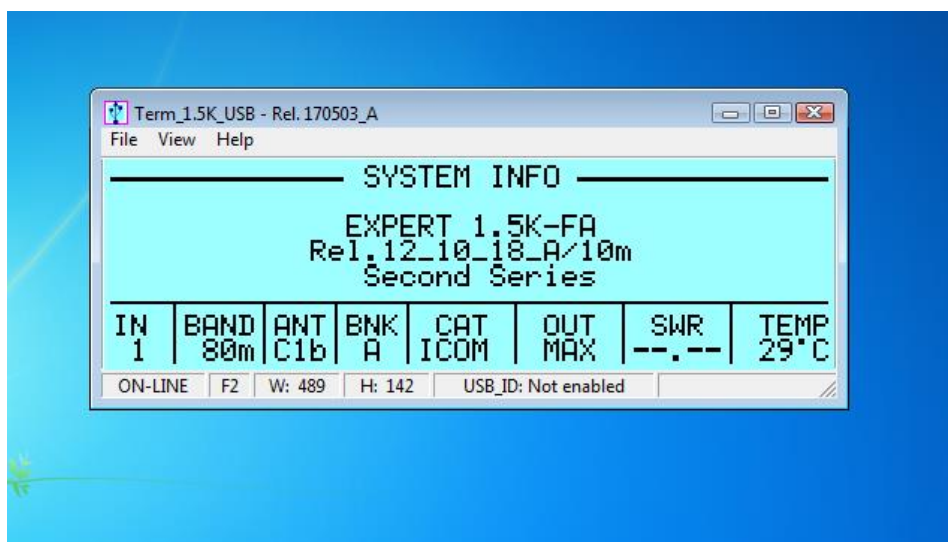 Term_1.5K_USB - Rel. 170503_A
File View Help
SYSTEM INFO
EXPERT 1.5K-FA
Rel.12_10_18_A/10m
Second Series
IN BAND ANT BNK CAT OUT SWR TEMP
1 80m C1b A ICOM MAX --.-- 29°C
ON-LINE F2 W: 489 H: 142 USB_ID: Not enabled